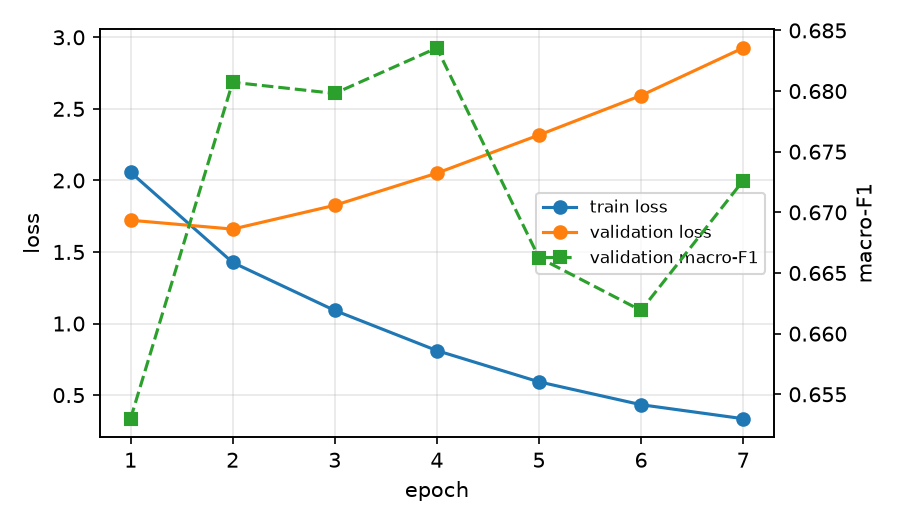 3.0
2.5
2.0
1.5
1.0
0.5
loss
0.685
0.680
0.675
0.670
0.665
0.660
0.655
macro-F1
train loss
validation loss
validation macro-F1
1 2 3 4 5 6 7
epoch